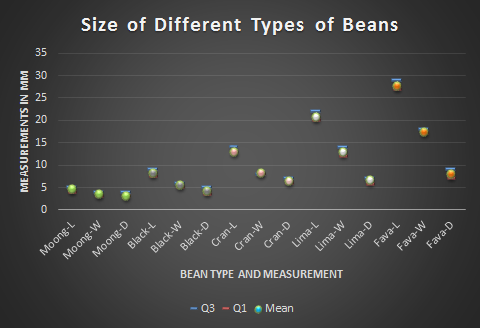 Size of Different Types of Beans
MEASUREMENTS IN MM
35
30
25
20
15
10
5
0
Moong-L
Moong-W
Moong-D
Black-L
Black-W
Black-D
Cran-L
Cran-W
Cran-D
Lima-L
Lima-W
Lima-D
Fava-L
Fava-W
Fava-D
BEAN TYPE AND MEASUREMENT
Q3 Q1 Mean